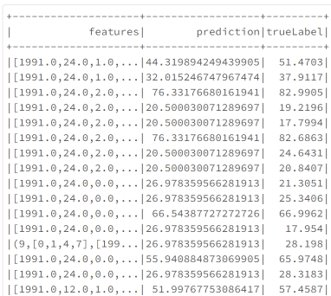 +--------------------+------------------+---------+
|            features|        prediction|trueLabel|
+--------------------+------------------+---------+
|[1991.0,24.0,1.0,...|44.319894249439905|  51.4703|
|[1991.0,24.0,1.0,...|32.015246747967474|  37.9117|
|[1991.0,24.0,2.0,...| 76.33176680161941|  82.9905|
|[1991.0,24.0,2.0,...|20.500030071289697|  19.2196|
|[1991.0,24.0,2.0,...|20.500030071289697|  17.7994|
|[1991.0,24.0,2.0,...| 76.33176680161941|  82.6863|
|[1991.0,24.0,2.0,...|20.500030071289697|  24.6431|
|[1991.0,24.0,2.0,...|20.500030071289697|  20.8407|
|[1991.0,24.0,0.0,...|26.978359566281913|  21.3051|
|[1991.0,24.0,0.0,...|26.978359566281913|  25.3406|
|[1991.0,24.0,0.0,...| 66.54387727272726|  66.9962|
|[1991.0,24.0,0.0,...|26.978359566281913|   17.954|
|(9,[0,1,4,7],[199...|26.978359566281913|   28.198|
|[1991.0,24.0,0.0,...|55.940884873069905|  65.9748|
|[1991.0,24.0,0.0,...|26.978359566281913|  28.3183|
|[1991.0,12.0,1.0,...| 51.99767753086417|  57.4587|